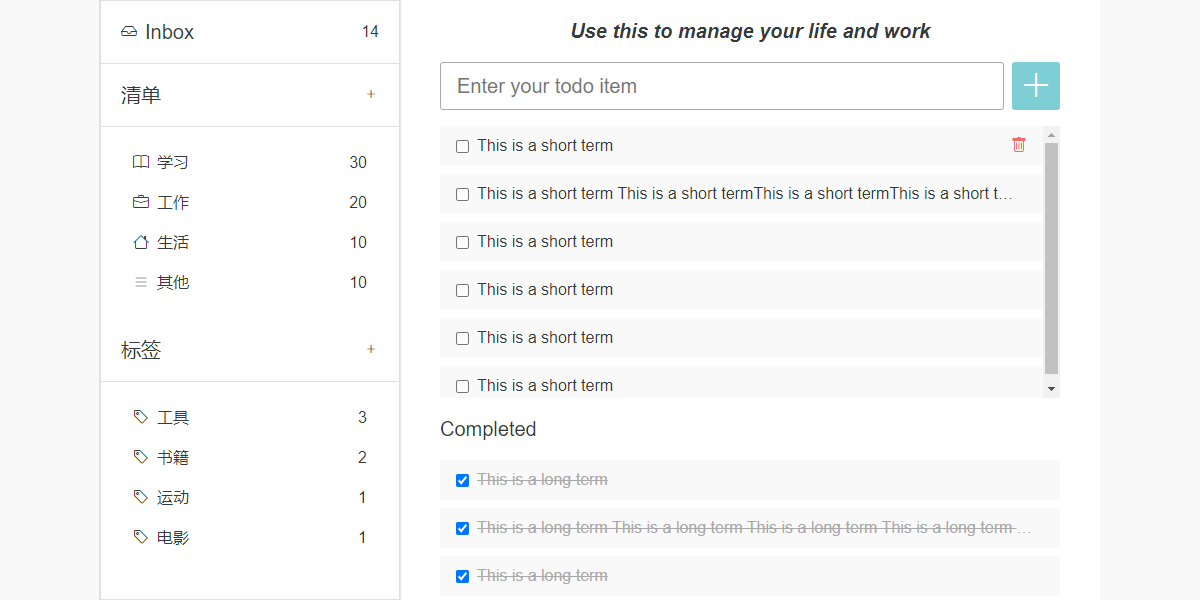 Inbox 14
清单 +
学习 30
工作 20
生活 10
其他 10
标签 +
工具 3
书籍 2
运动 1
电影 1
Use this to manage your life and work
Enter your todo item
This is a short term
This is a short term This is a short termThis is a short termThis is a short t…
This is a short term
This is a short term
This is a short term
This is a short term
Completed
This is a long term
This is a long term This is a long term This is a long term This is a long term …
This is a long term